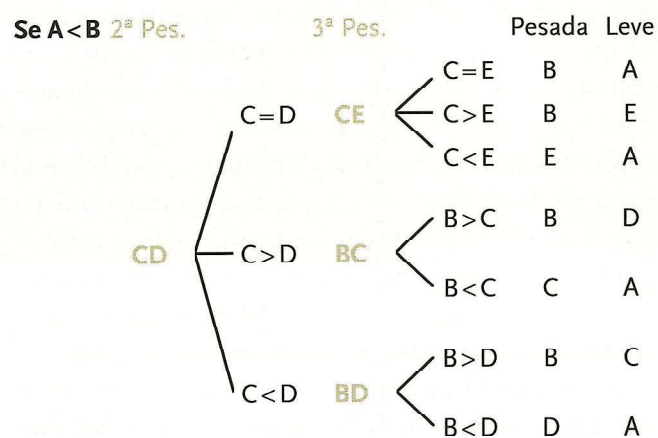 Se A<B 2ª Pes. 3ª Pes. Pesada Leve
C=E B A
C=D CE C>E B E
C<E E A
B>C B D
CD C>D BC
B<C C A
B>D B C
C<D BD
B<D D A